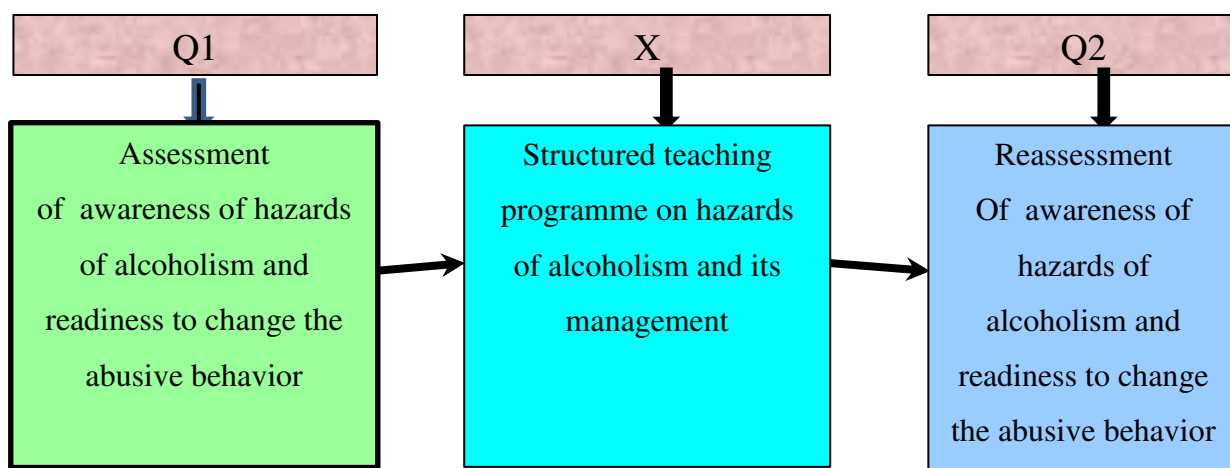 Q1
X
Q2
Assessment
of awareness of hazards
of alcoholism and
readiness to change the
abusive behavior
Structured teaching
programme on hazards
of alcoholism and its
management
Reassessment
Of awareness of
hazards of
alcoholism and
readiness to change
the abusive behavior